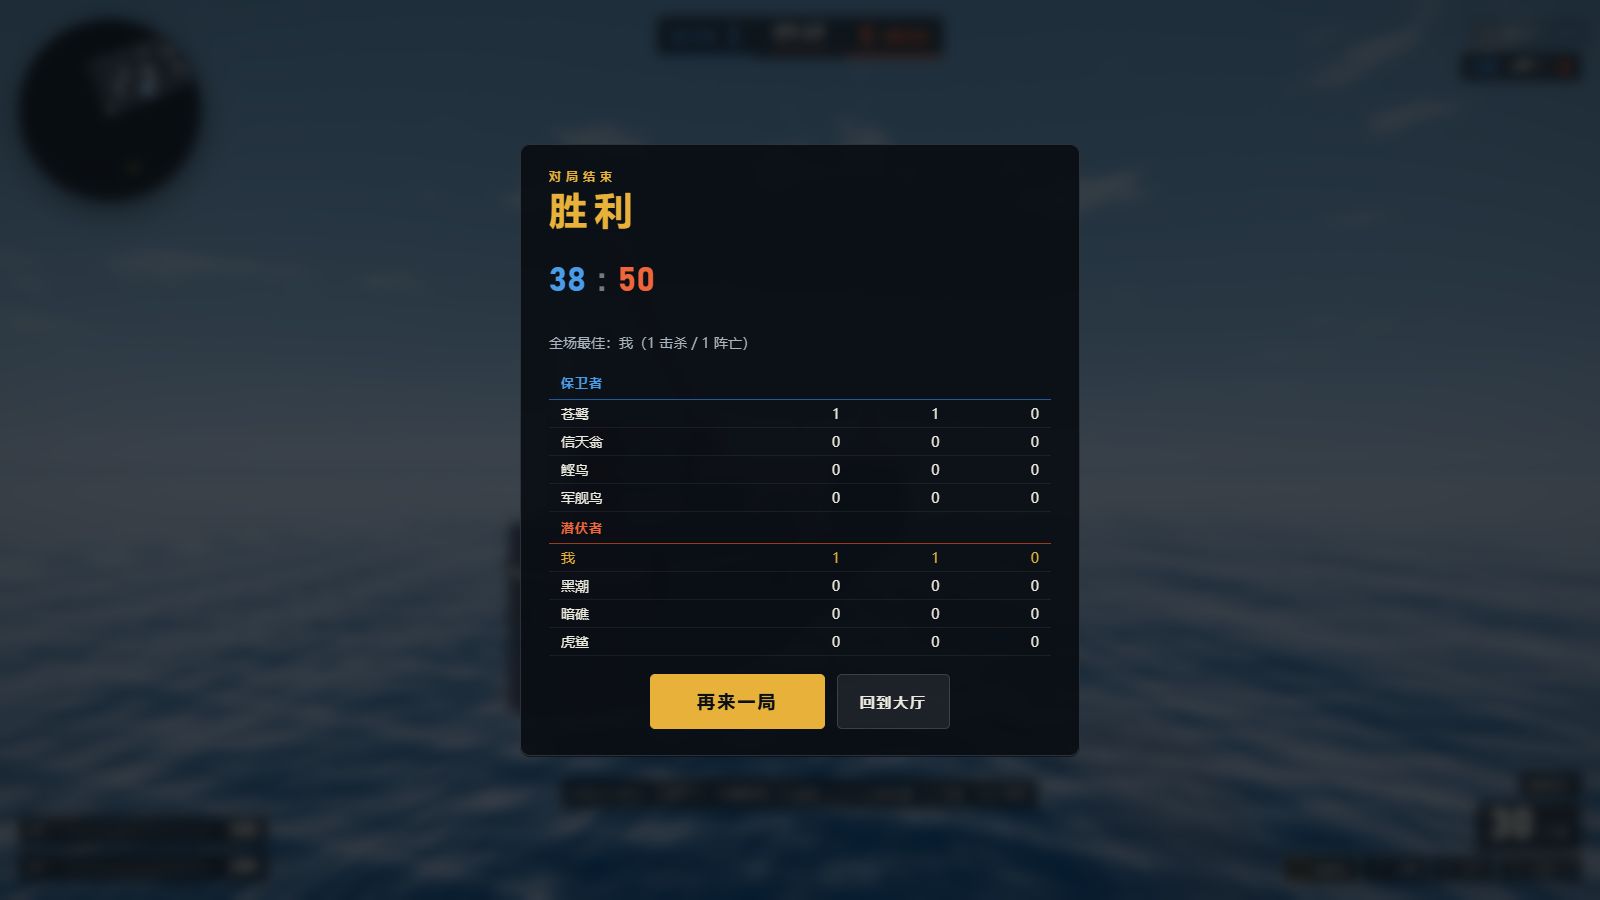 对局结束
胜利
38 : 50
全场最佳：我（1 击杀 / 1 阵亡）
保卫者
苍鹭 1 1 0
信天翁 0 0 0
鲣鸟 0 0 0
军舰鸟 0 0 0
潜伏者
我 1 1 0
黑潮 0 0 0
暗礁 0 0 0
虎鲨 0 0 0
再来一局 回到大厅